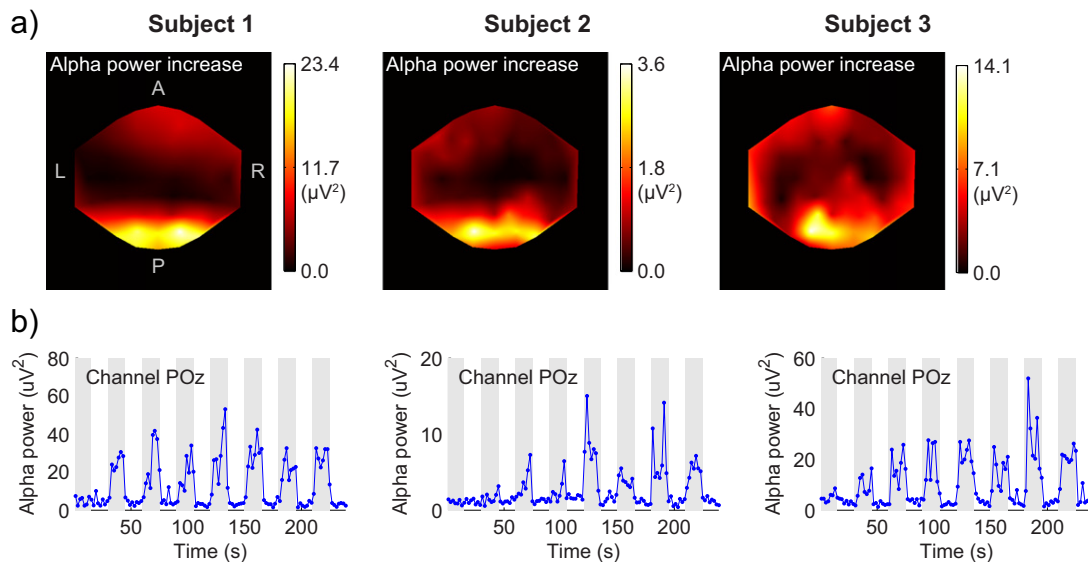 a)
Subject 1
Subject 2
Subject 3
Alpha power increase
A
L
R
P
23.4
11.7
(µV²)
0.0
Alpha power increase
3.6
1.8
(µV²)
0.0
Alpha power increase
14.1
7.1
(µV²)
0.0
b)
Alpha power (uV²)
80
60
40
20
0
Channel POz
50 100 150 200
Time (s)
Alpha power (uV²)
20
10
0
Channel POz
50 100 150 200
Time (s)
Alpha power (uV²)
60
40
20
0
Channel POz
50 100 150 200
Time (s)